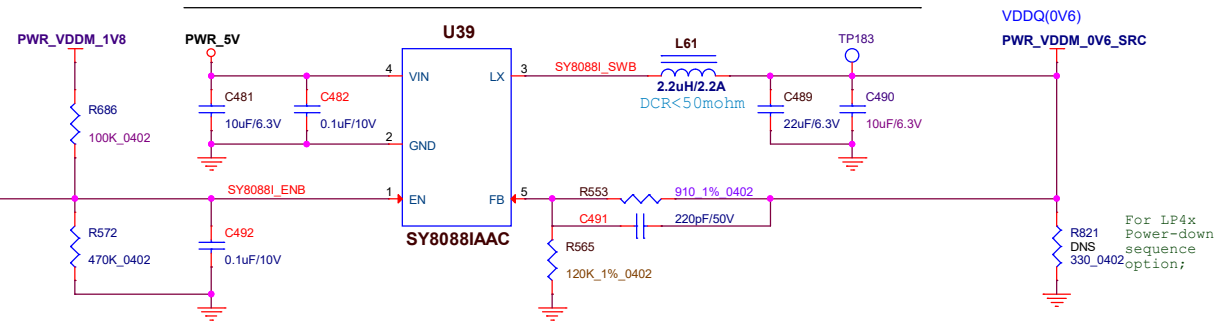 VDDQ(0V6)
PWR_VDDM_1V8
PWR_5V
U39
L61
TP183
PWR_VDDM_0V6_SRC
4
VIN
LX
3
SY8088I_SWB
2.2uH/2.2A
DCR<50mohm
R686
100K_0402
C481
10uF/6.3V
C482
0.1uF/10V
2
GND
C489
22uF/6.3V
C490
10uF/6.3V
SY8088I_ENB
1
EN
FB
5
R553
910_1%_0402
SY8088IAAC
C491
220pF/50V
R572
470K_0402
C492
0.1uF/10V
R565
120K_1%_0402
R821
DNS
330_0402
For LP4x
Power-down
sequence
option;